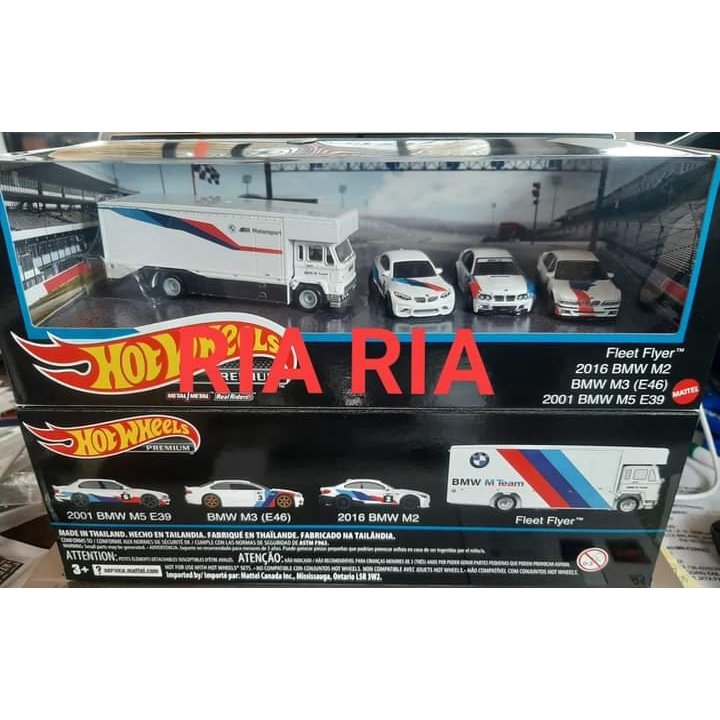 BMW M Motorsport
HOT WHEELS
PREMIUM
METAL/METAL Real Riders
RIA RIA
Fleet Flyer™
2016 BMW M2
BMW M3 (E46)
2001 BMW M5 E39
MATTEL
HOT WHEELS
PREMIUM
BMW M Team
2001 BMW M5 E39
BMW M3 (E46)
2016 BMW M2
Fleet Flyer™
MADE IN THAILAND. HECHO EN TAILANDIA. FABRIQUÉ EN THAÏLANDE. FABRICADO NA TAILÂNDIA.
ATTENTION:
ATENÇÃO:
3+
service.mattel.com
Imported by/Importé par: Mattel Canada Inc., Mississauga, Ontario L5R 3W2.
0-3